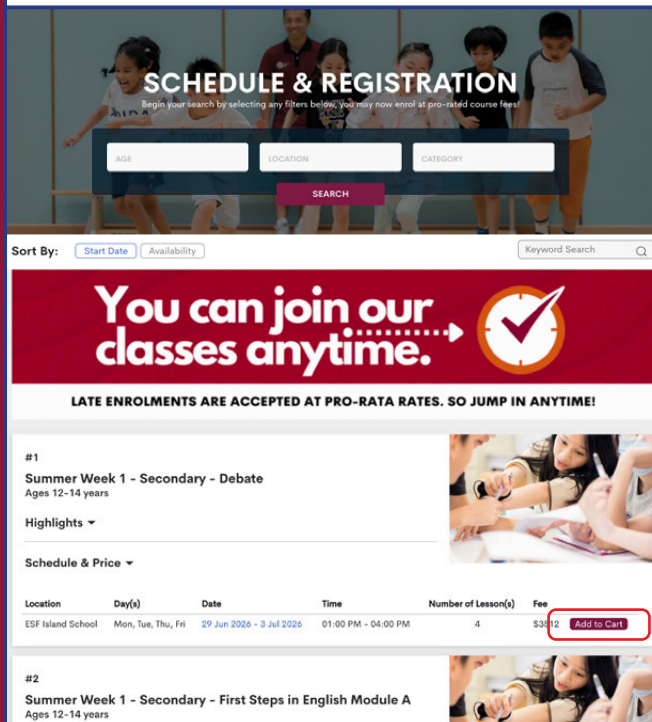 SCHEDULE & REGISTRATION
Begin your search by selecting any filters below, you may now enrol at pro-rated course fees!
AGE
LOCATION
CATEGORY
SEARCH
Sort By:
Start Date
Availability
Keyword Search
You can join our
classes anytime.
LATE ENROLMENTS ARE ACCEPTED AT PRO-RATA RATES. SO JUMP IN ANYTIME!
#1
Summer Week 1 - Secondary - Debate
Ages 12-14 years
Highlights
Schedule & Price
Location Day(s) Date Time Number of Lesson(s) Fee
ESF Island School Mon, Tue, Thu, Fri 29 Jun 2026 - 3 Jul 2026 01:00 PM - 04:00 PM 4 $3812 Add to Cart
#2
Summer Week 1 - Secondary - First Steps in English Module A
Ages 12-14 years